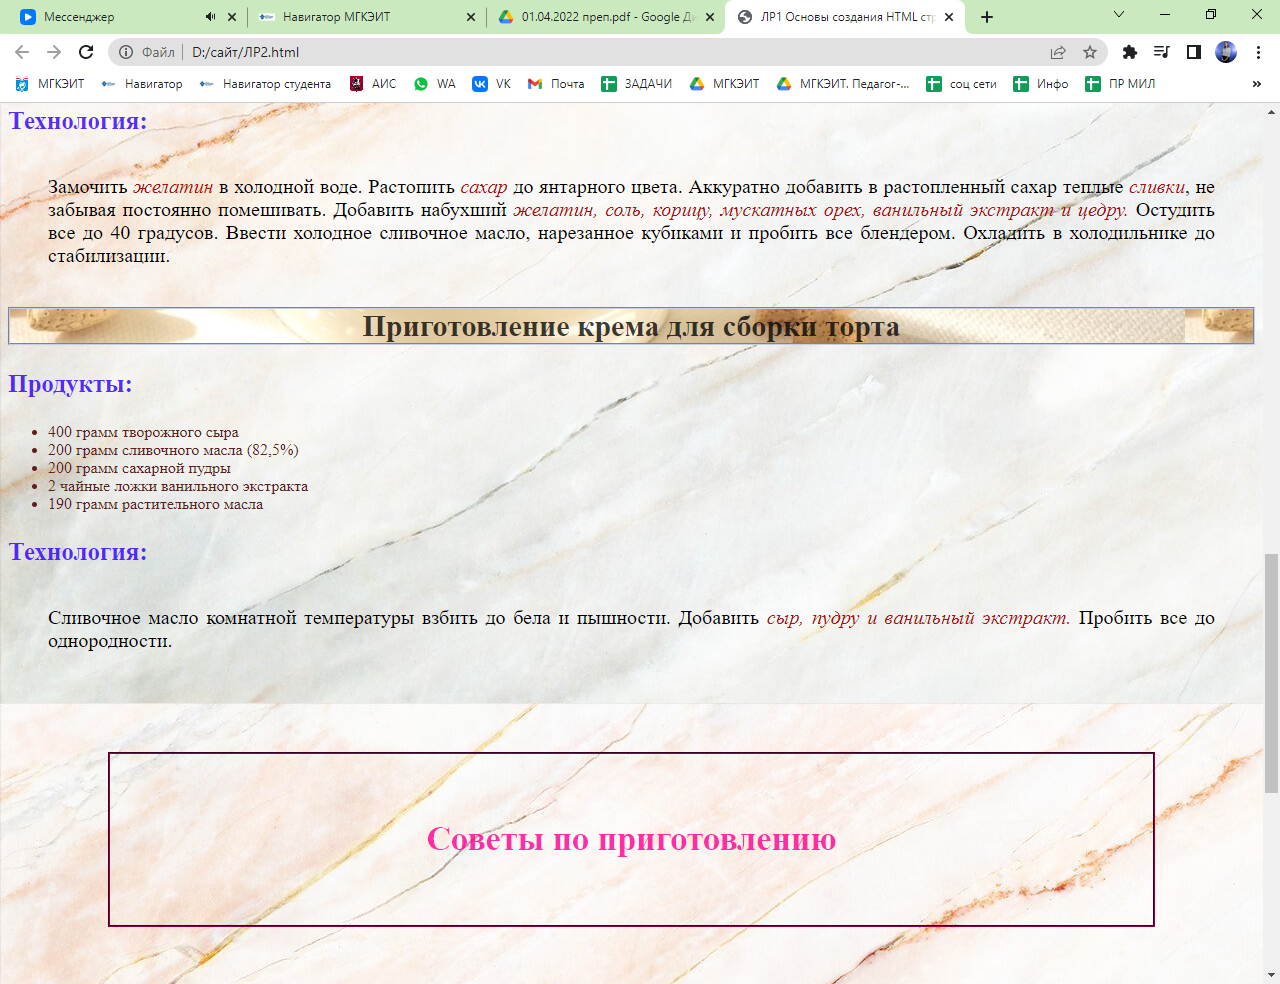 Мессенджер
Навигатор МГКЭИТ
01.04.2022 преп.pdf - Google Ди
ЛР1 Основы создания HTML стр
Файл
D:/сайт/ЛР2.html
МГКЭИТ
Навигатор
Навигатор студента
АИС
WA
VK
Почта
ЗАДАЧИ
МГКЭИТ
МГКЭИТ. Педагог-...
соц сети
Инфо
ПР МИЛ
»
Технология:
Замочить желатин в холодной воде. Растопить сахар до янтарного цвета. Аккуратно добавить в растопленный сахар теплые сливки, не
забывая постоянно помешивать. Добавить набухший желатин, соль, корицу, мускатных орех, ванильный экстракт и цедру. Остудить
все до 40 градусов. Ввести холодное сливочное масло, нарезанное кубиками и пробить все блендером. Охладить в холодильнике до
стабилизации.
Приготовление крема для сборки торта
Продукты:
• 400 грамм творожного сыра
• 200 грамм сливочного масла (82,5%)
• 200 грамм сахарной пудры
• 2 чайные ложки ванильного экстракта
• 190 грамм растительного масла
Технология:
Сливочное масло комнатной температуры взбить до бела и пышности. Добавить сыр, пудру и ванильный экстракт. Пробить все до
однородности.
Советы по приготовлению